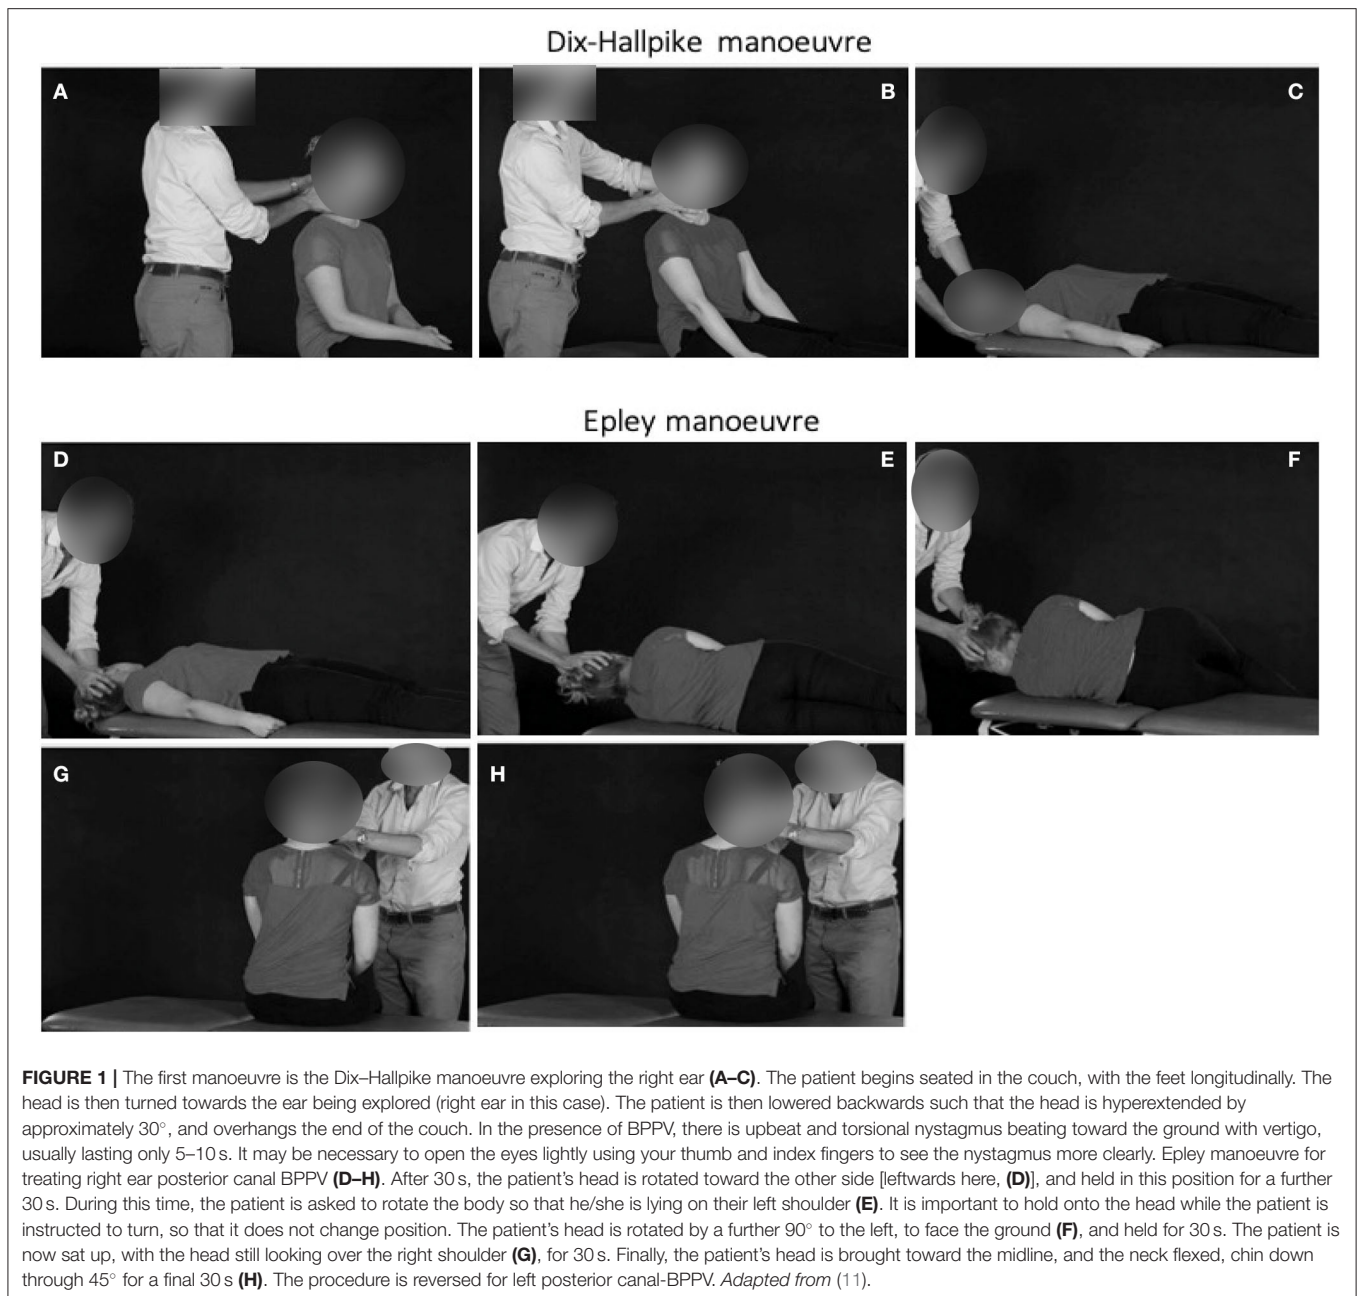 Dix-Hallpike manoeuvre
A
B
C
Epley manoeuvre
D
E
F
G
H
FIGURE 1 | The first manoeuvre is the Dix–Hallpike manoeuvre exploring the right ear (A–C). The patient begins seated in the couch, with the feet longitudinally. The
head is then turned towards the ear being explored (right ear in this case). The patient is then lowered backwards such that the head is hyperextended by
approximately 30°, and overhangs the end of the couch. In the presence of BPPV, there is upbeat and torsional nystagmus beating toward the ground with vertigo,
usually lasting only 5–10 s. It may be necessary to open the eyes lightly using your thumb and index fingers to see the nystagmus more clearly. Epley manoeuvre for
treating right ear posterior canal BPPV (D–H). After 30 s, the patient's head is rotated toward the other side [leftwards here, (D)], and held in this position for a further
30 s. During this time, the patient is asked to rotate the body so that he/she is lying on their left shoulder (E). It is important to hold onto the head while the patient is
instructed to turn, so that it does not change position. The patient's head is rotated by a further 90° to the left, to face the ground (F), and held for 30 s. The patient is
now sat up, with the head still looking over the right shoulder (G), for 30 s. Finally, the patient's head is brought toward the midline, and the neck flexed, chin down
through 45° for a final 30 s (H). The procedure is reversed for left posterior canal-BPPV. Adapted from (11).